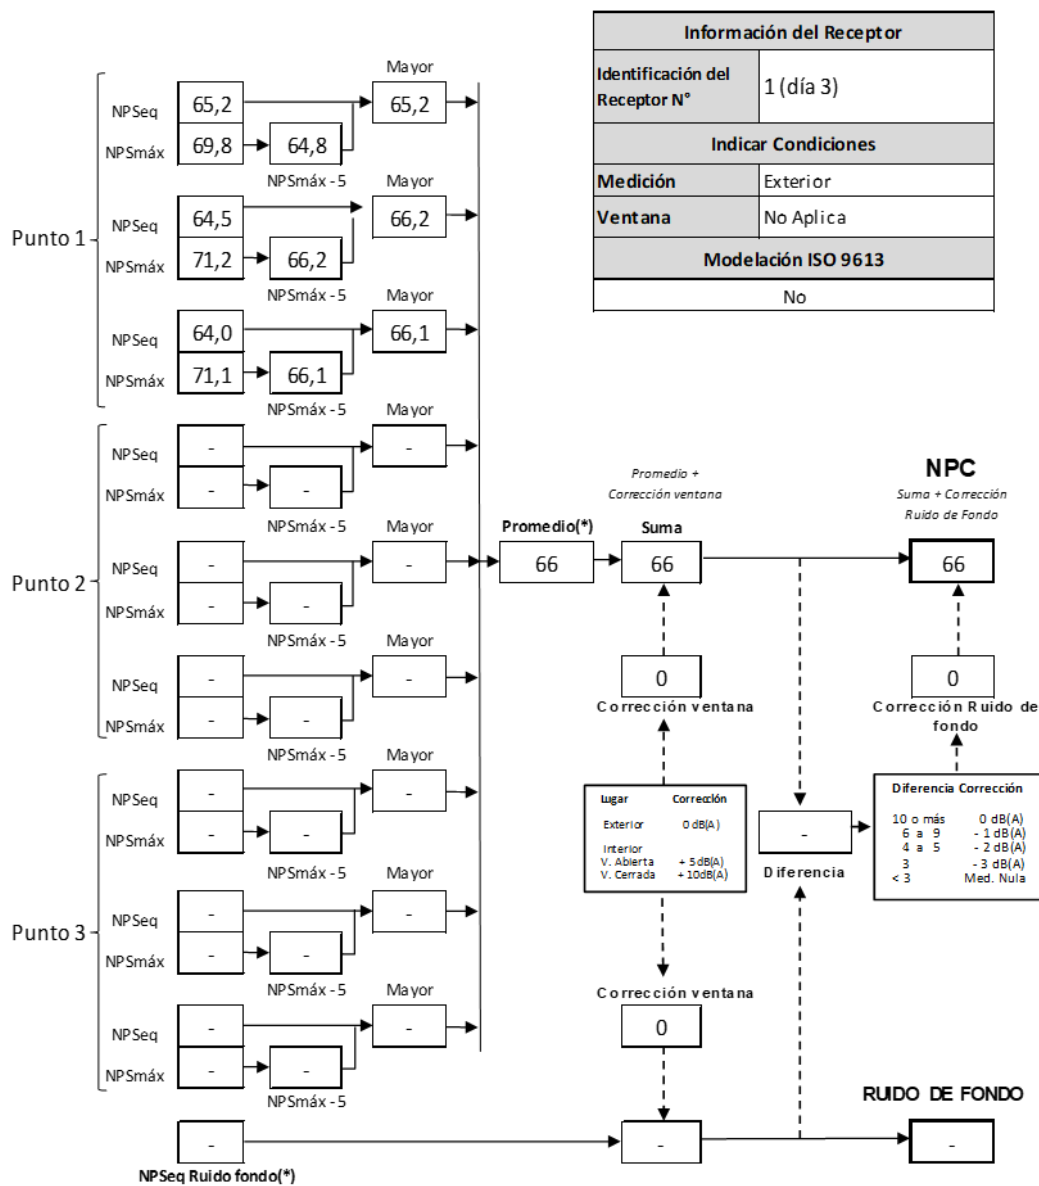 Información del Receptor
Identificación del Receptor N°
1 (día 3)
Indicar Condiciones
Medición
Exterior
Ventana
No Aplica
Modelación ISO 9613
No
Punto 1
Mayor
NPSeq
65,2
65,2
NPSmáx
69,8
64,8
NPSmáx - 5
Mayor
NPSeq
64,5
66,2
NPSmáx
71,2
66,2
NPSmáx - 5
Mayor
NPSeq
64,0
66,1
NPSmáx
71,1
66,1
NPSmáx - 5
Punto 2
Mayor
NPSeq
-
-
NPSmáx
-
-
NPSmáx - 5
Mayor
NPSeq
-
-
NPSmáx
-
-
NPSmáx - 5
Mayor
NPSeq
-
-
NPSmáx
-
-
NPSmáx - 5
Punto 3
Mayor
NPSeq
-
-
NPSmáx
-
-
NPSmáx - 5
Mayor
NPSeq
-
-
NPSmáx
-
-
NPSmáx - 5
Mayor
NPSeq
-
-
NPSmáx
-
-
NPSmáx - 5
Promedio(*)
66
Promedio +
Corrección ventana
Suma
66
NPC
Suma + Corrección
Ruido de Fondo
66
0
Corrección ventana
0
Corrección Ruido de
fondo
Lugar Corrección
Exterior 0 dB(A)
Interior
V. Abierta + 5dB(A)
V. Cerrada + 10dB(A)
-
Diferencia
Diferencia Corrección
10 o más 0 dB(A)
6 a 9 - 1 dB(A)
4 a 5 - 2 dB(A)
3 - 3 dB(A)
< 3 Med. Nula
Corrección ventana
0
RUIDO DE FONDO
-
-
-
NPSeq Ruido fondo(*)